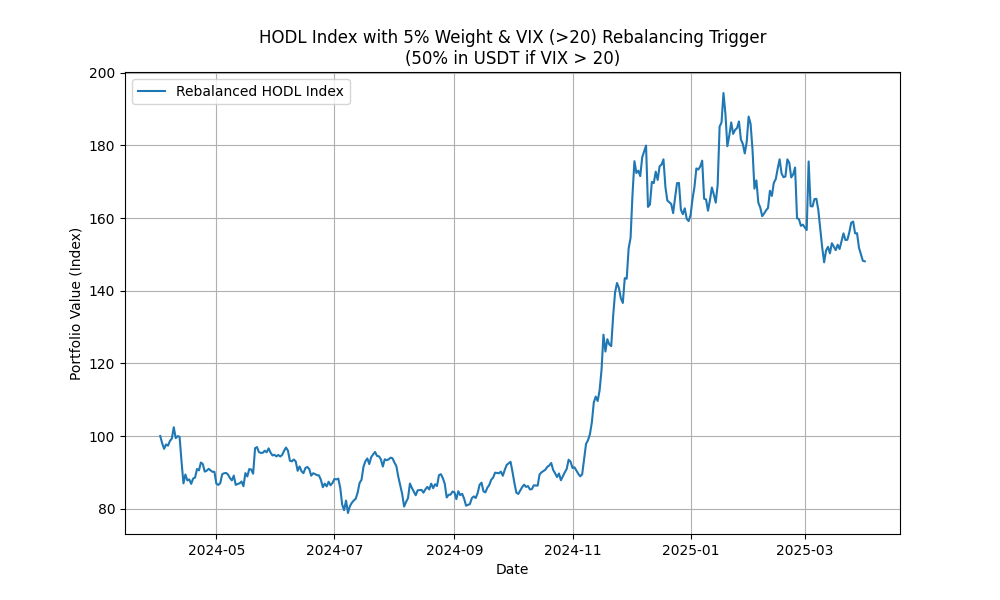 HODL Index with 5% Weight & VIX (>20) Rebalancing Trigger
(50% in USDT if VIX > 20)
Rebalanced HODL Index
200
180
160
140
120
100
80
Portfolio Value (Index)
2024-05
2024-07
2024-09
2024-11
2025-01
2025-03
Date